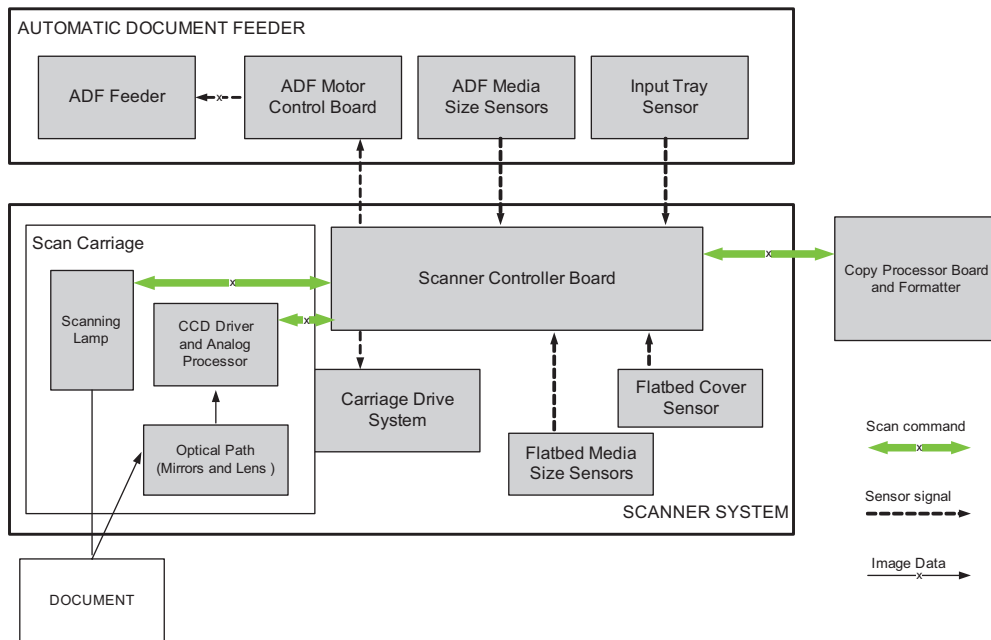 AUTOMATIC DOCUMENT FEEDER
ADF Feeder
ADF Motor
Control Board
ADF Media
Size Sensors
Input Tray
Sensor
x
Scan Carriage
Scanner Controller Board
x
Copy Processor Board
and Formatter
x
Scanning
Lamp
CCD Driver
and Analog
Processor
x
Carriage Drive
System
Flatbed Cover
Sensor
Optical Path
(Mirrors and Lens )
Flatbed Media
Size Sensors
SCANNER SYSTEM
Scan command
x
Sensor signal
Image Data
x
DOCUMENT